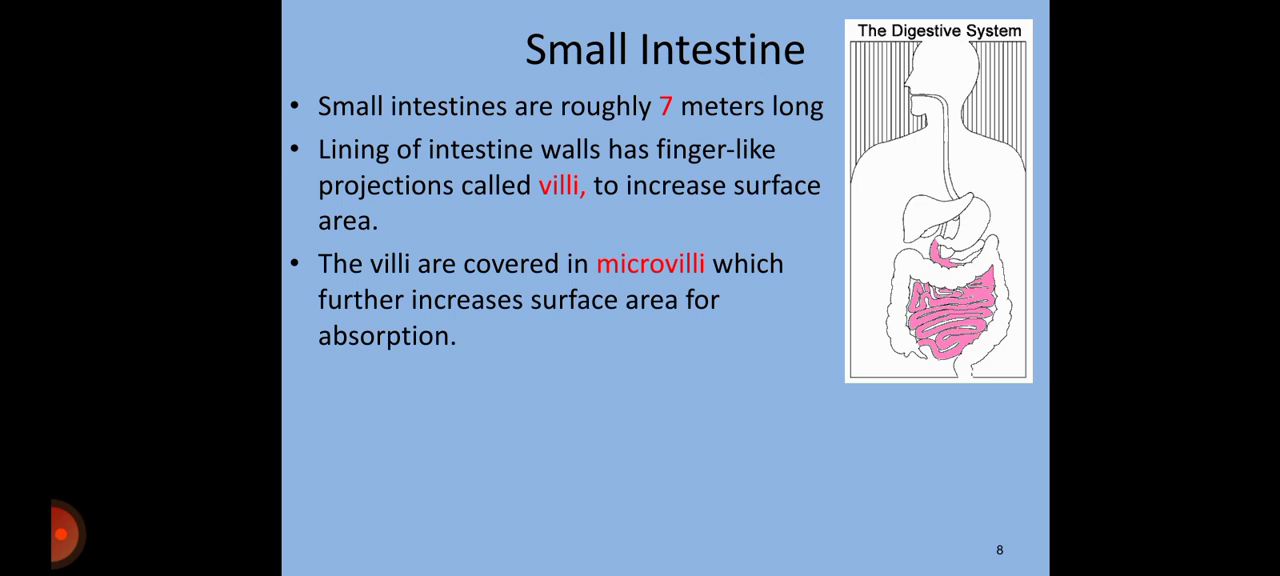 Small Intestine
• Small intestines are roughly 7 meters long
• Lining of intestine walls has finger-like
projections called villi, to increase surface
area.
• The villi are covered in microvilli which
further increases surface area for
absorption.
The Digestive System
8